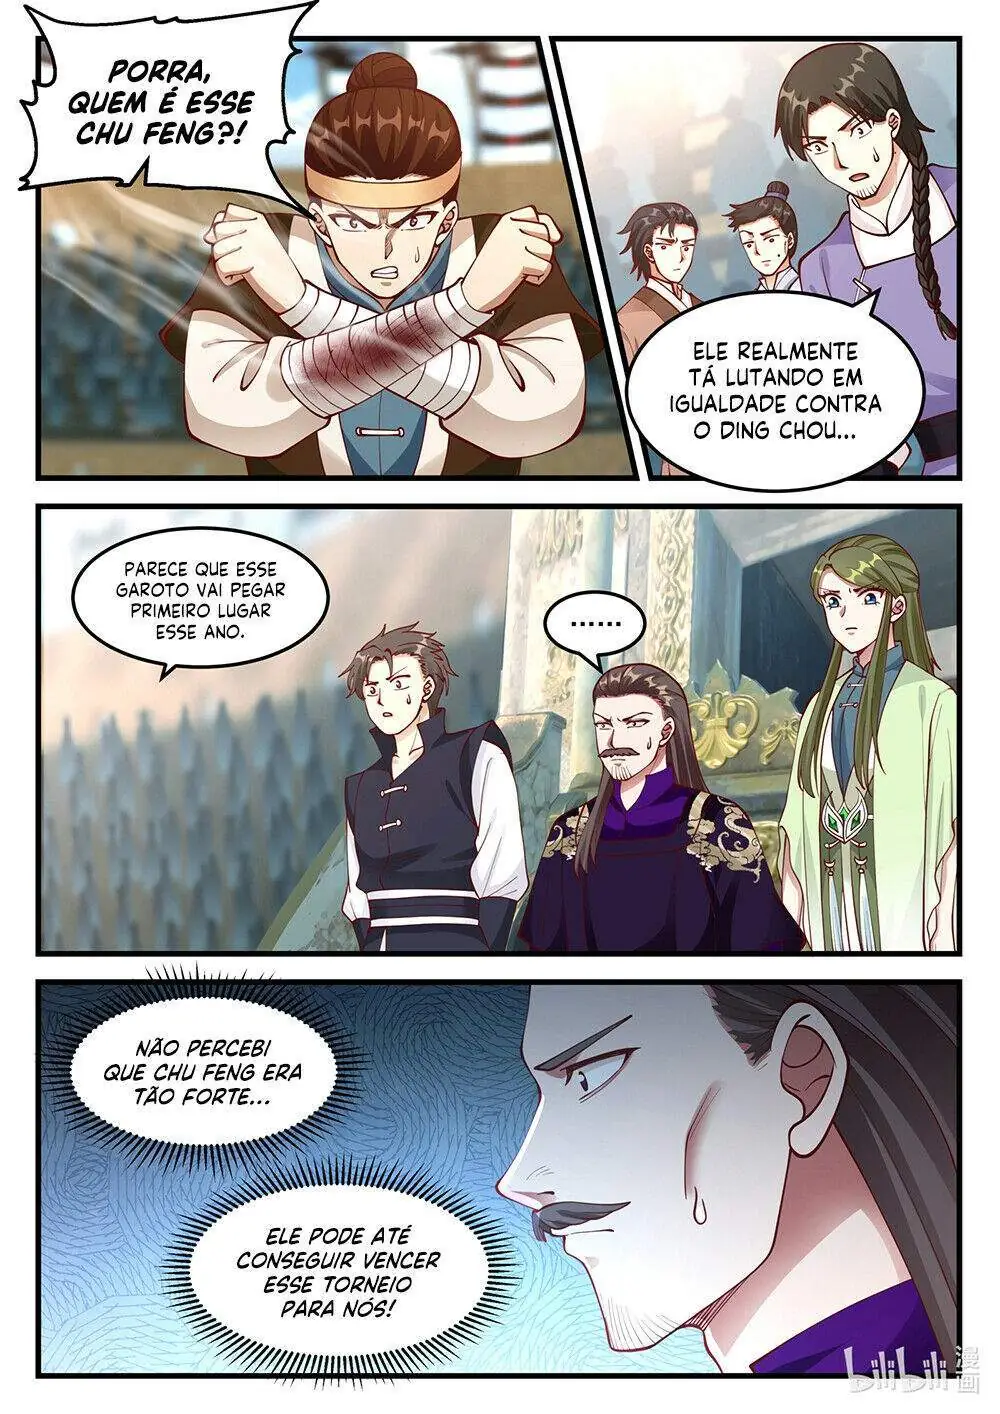 PORRA,
QUEM É ESSE
CHU FENG?!
ELE REALMENTE
TÁ LUTANDO EM
IGUALDADE CONTRA
O DING CHOU...
PARECE QUE ESSE
GAROTO VAI PEGAR
PRIMEIRO LUGAR
ESSE ANO.
......
NÃO PERCEBI
QUE CHU FENG ERA
TÃO FORTE...
ELE PODE ATÉ
CONSEGUIR VENCER
ESSE TORNEIO
PARA NÓS!
bilibili 漫画